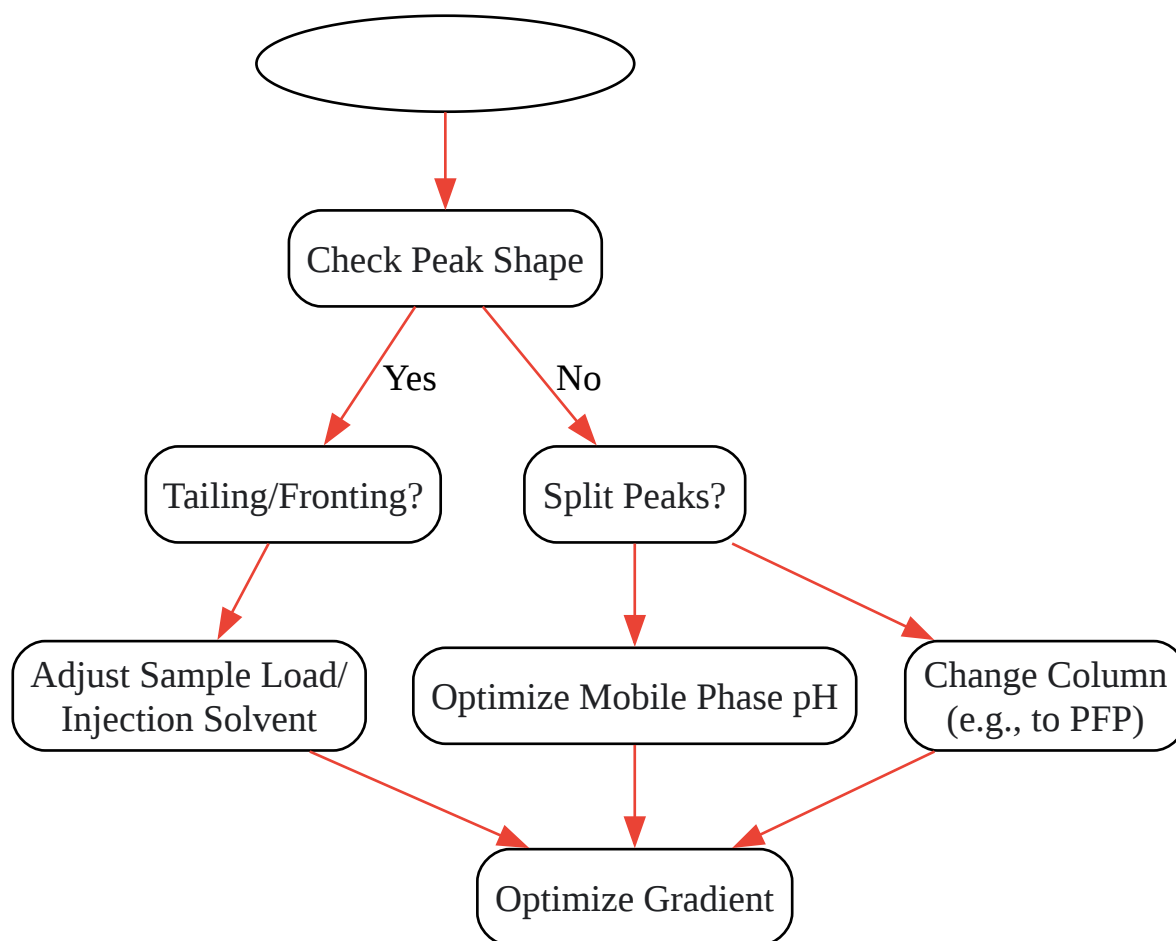 Check Peak Shape
Yes
No
Tailing/Fronting?
Split Peaks?
Adjust Sample Load/
Injection Solvent
Optimize Mobile Phase pH
Change Column
(e.g., to PFP)
Optimize Gradient